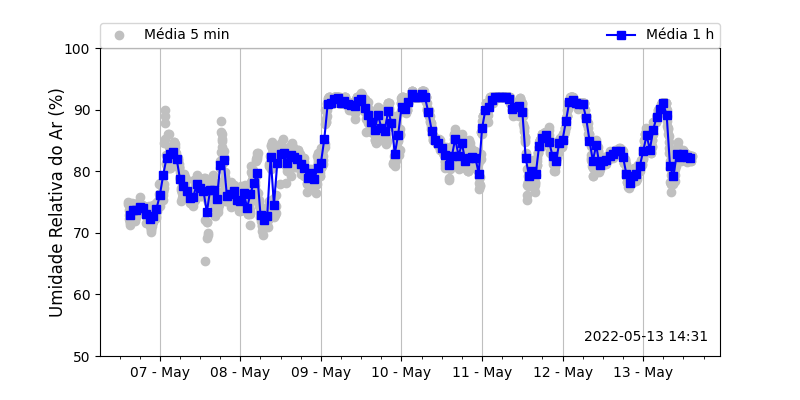 Média 5 min Média 1 h
Umidade Relativa do Ar (%)
100
90
80
70
60
50
2022-05-13 14:31
07 - May 08 - May 09 - May 10 - May 11 - May 12 - May 13 - May